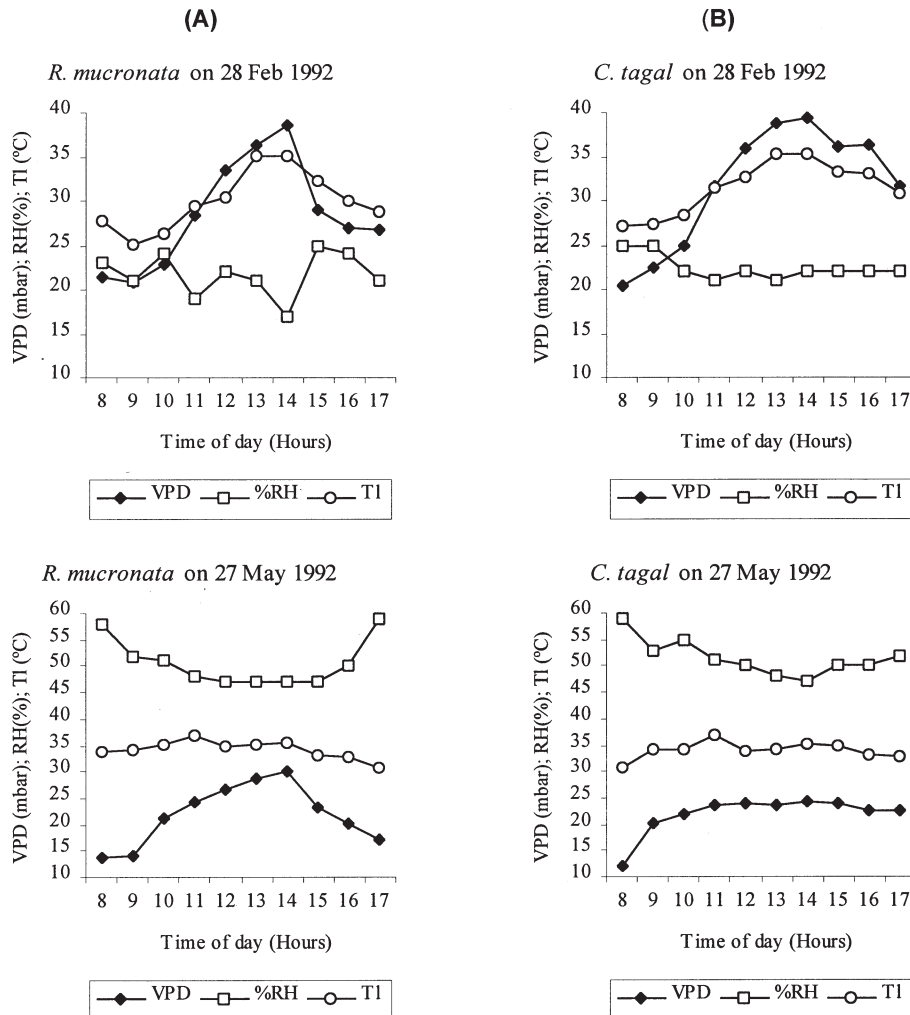 (A)
(B)
R. mucronata on 28 Feb 1992
C. tagal on 28 Feb 1992
VPD (mbar); RH(%); Tl (ºC)
40
35
30
25
20
15
10
8 9 10 11 12 13 14 15 16 17
Time of day (Hours)
VPD %RH Tl
VPD (mbar); RH(%); Tl (ºC)
40
35
30
25
20
15
10
8 9 10 11 12 13 14 15 16 17
Time of day (Hours)
VPD %RH Tl
R. mucronata on 27 May 1992
C. tagal on 27 May 1992
VPD (mbar); RH(%); Tl (ºC)
60
55
50
45
40
35
30
25
20
15
10
8 9 10 11 12 13 14 15 16 17
Time of day (Hours)
VPD %RH Tl
VPD (mbar); RH(%); Tl (ºC)
60
55
50
45
40
35
30
25
20
15
10
8 9 10 11 12 13 14 15 16 17
Time of day (Hours)
VPD %RH Tl